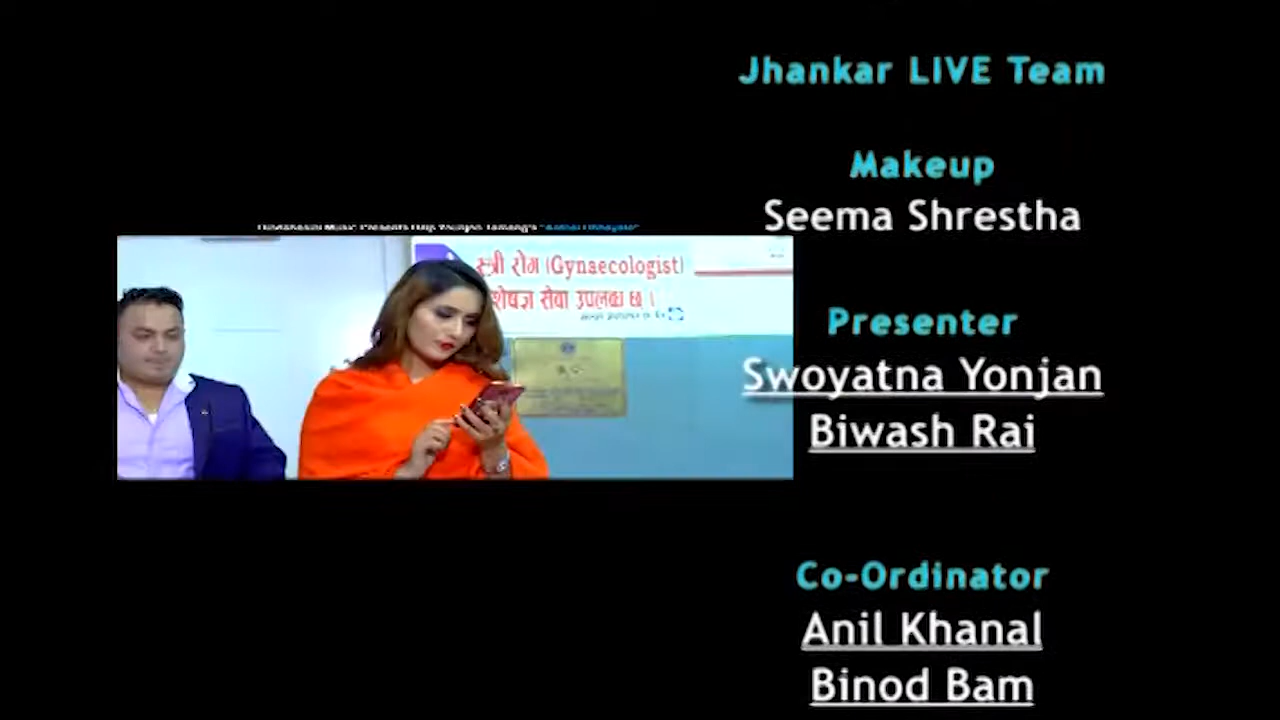 Jhankar LIVE Team
Makeup
Seema Shrestha
स्त्री रोग (Gynaecologist)
सेवा उपलब्ध छ ।
Presenter
Swoyatna Yonjan
Biwash Rai
Co-Ordinator
Anil Khanal
Binod Bam